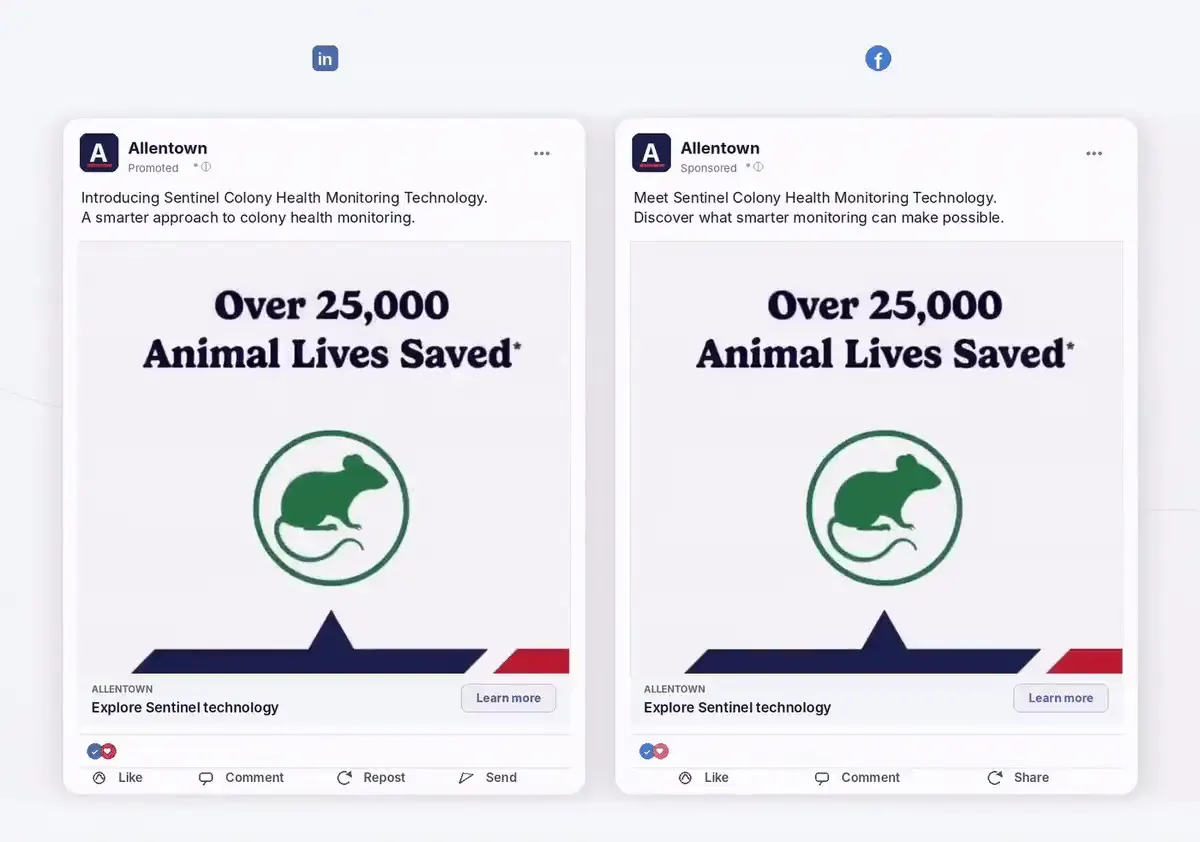 in
f
A
Allentown
Promoted
Introducing Sentinel Colony Health Monitoring Technology.
A smarter approach to colony health monitoring.
Over 25,000
Animal Lives Saved*
ALLENTOWN
Explore Sentinel technology
Learn more
Like
Comment
Repost
Send
A
Allentown
Sponsored
Meet Sentinel Colony Health Monitoring Technology.
Discover what smarter monitoring can make possible.
Over 25,000
Animal Lives Saved*
ALLENTOWN
Explore Sentinel technology
Learn more
Like
Comment
Share